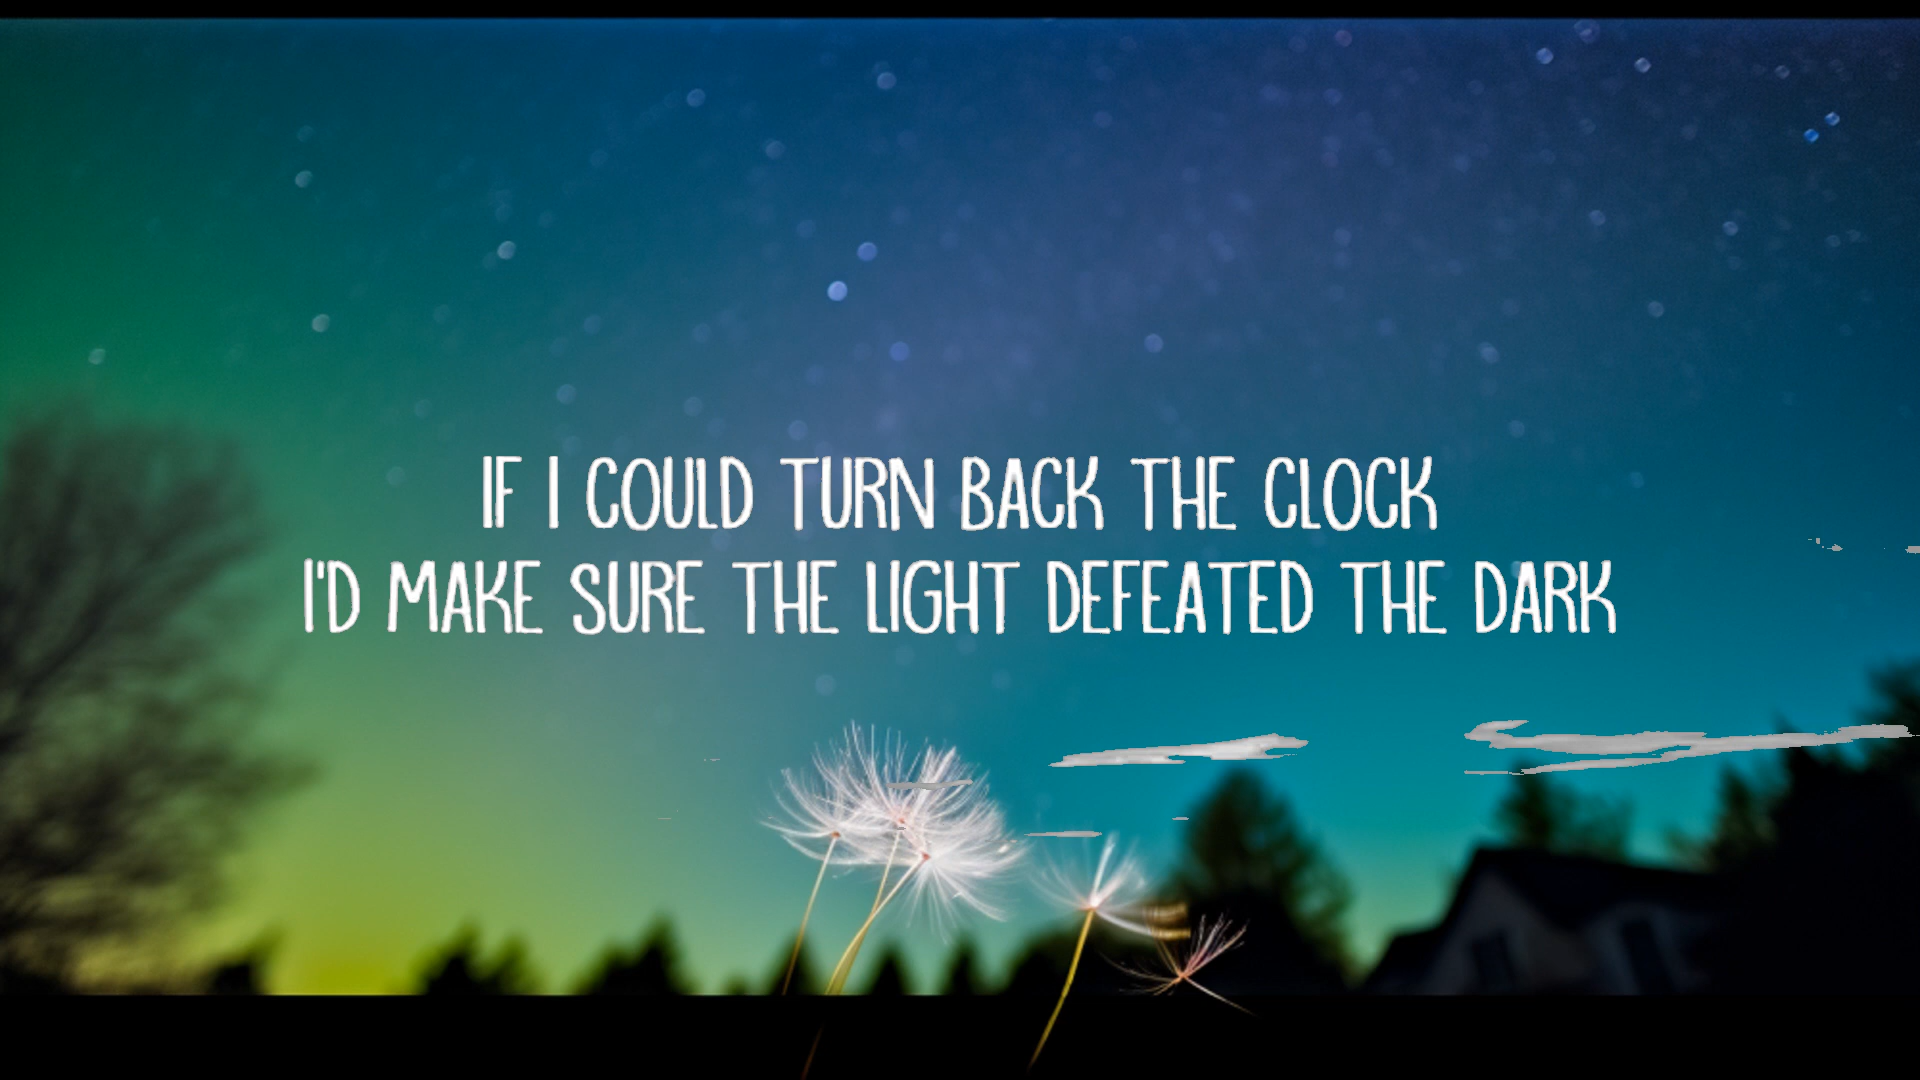 IF I COULD TURN BACK THE CLOCK
I'D MAKE SURE THE LIGHT DEFEATED THE DARK